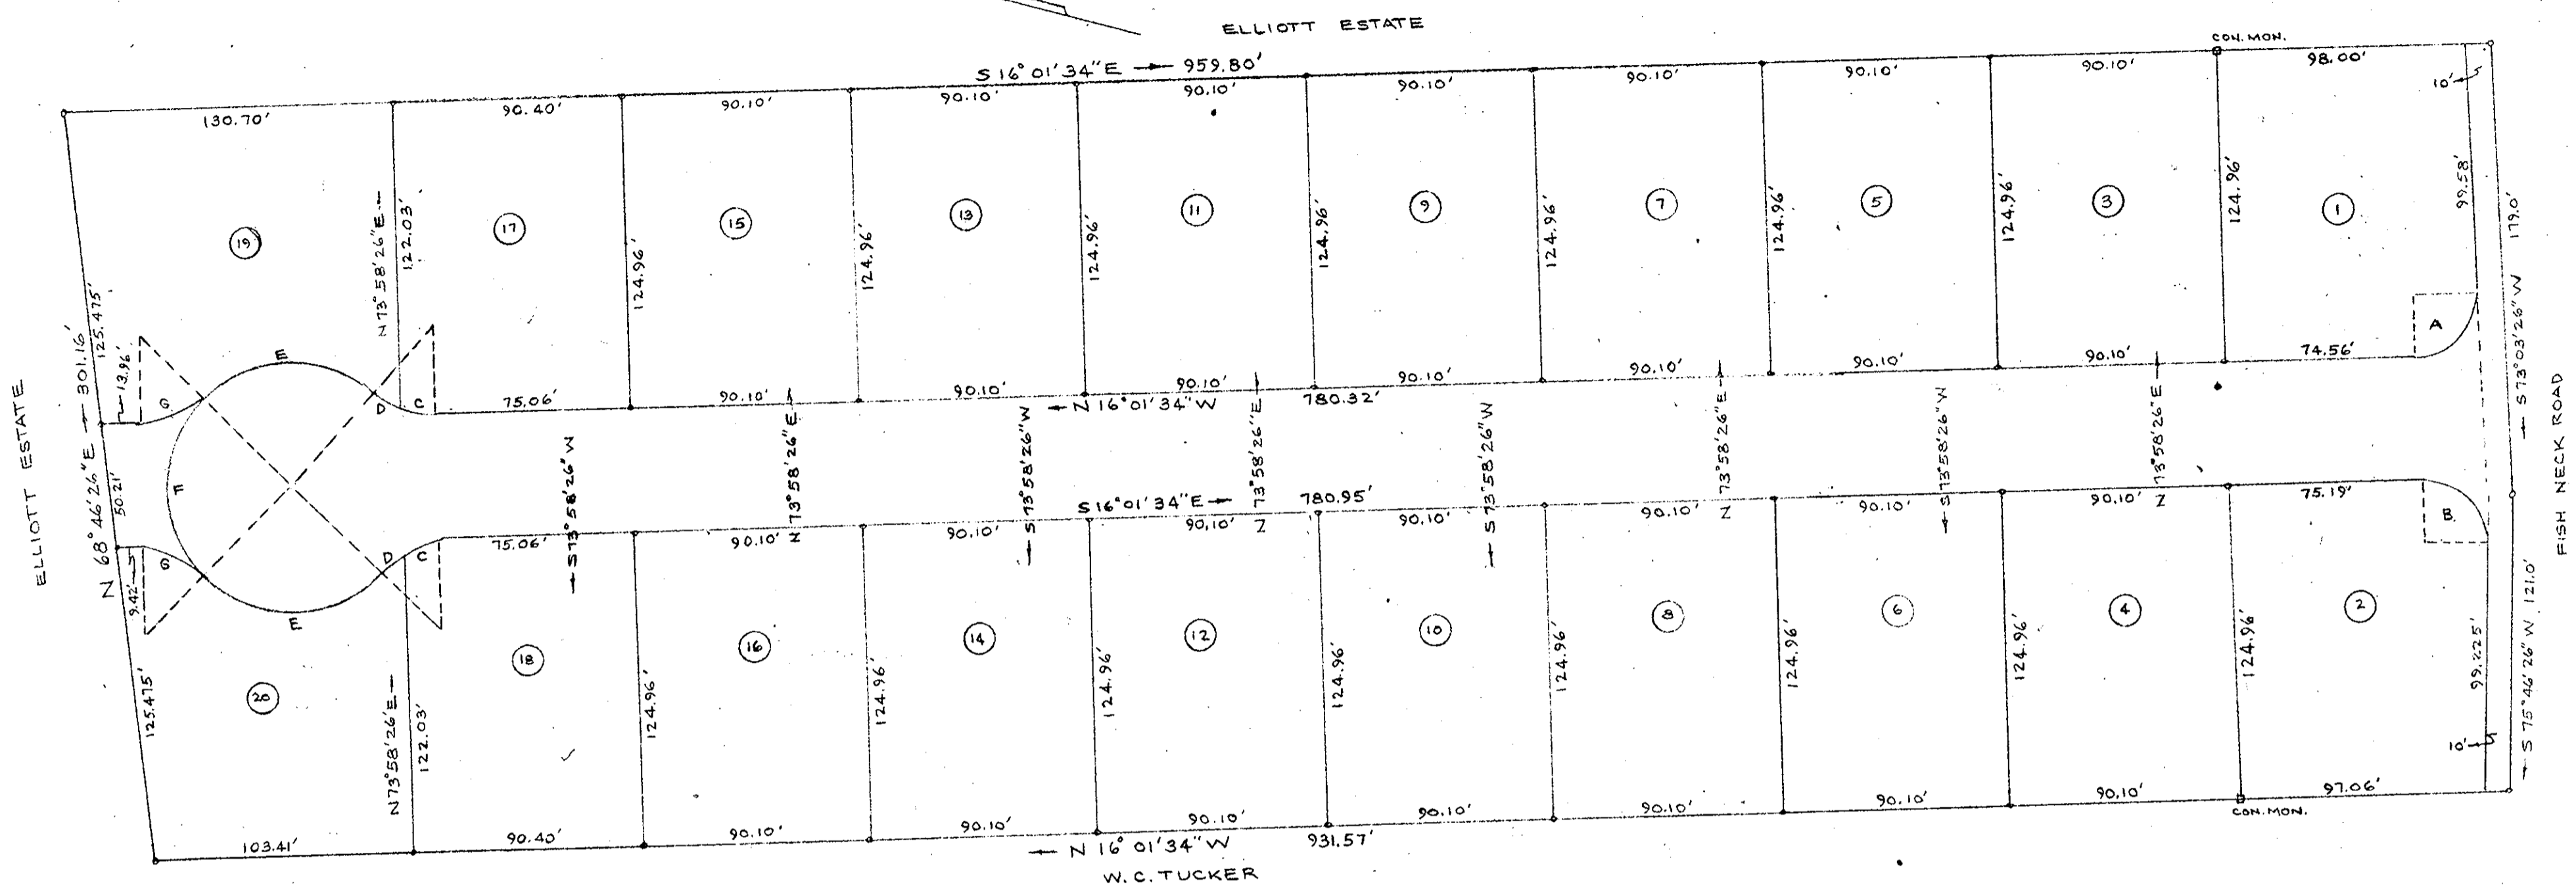 ELLIOTT ESTATE
CON. MON.
S 16° 01' 34" E → 959.80'
130.70'
90.40'
90.10'
90.10'
90.10'
90.10'
90.10'
90.10'
90.10'
98.00'
10'
N 73° 58' 26" E
122.03'
124.96'
124.96'
124.96'
124.96'
124.96'
124.96'
124.96'
124.96'
99.58'
179.0'
19
17
15
13
11
9
7
5
3
1
125.475'
13.96'
G
E
D
C
A
75.06'
90.10'
90.10'
90.10'
90.10'
90.10'
90.10'
90.10'
74.56'
← N 16° 01' 34" W 780.32'
ELLIOTT ESTATE
N 68° 46' 26" E → 301.16'
50.21'
F
S 73° 58' 26" W
N 73° 58' 26" E
S 73° 58' 26" W
N 73° 58' 26" E
S 73° 58' 26" W
N 73° 58' 26" E
S 73° 58' 26" W
N 73° 58' 26" E
← S 73° 03' 26" W
FISH NECK ROAD
S 16° 01' 34" E → 780.95'
9.42'
G
E
D
C
B
75.06'
90.10'
90.10'
90.10'
90.10'
90.10'
90.10'
90.10'
75.19'
20
18
16
14
12
10
8
6
4
2
125.475'
N 73° 58' 26" E
122.03'
124.96'
124.96'
124.96'
124.96'
124.96'
124.96'
124.96'
124.96'
99.225'
← S 75° 46' 26" W 121.0'
10'
103.41'
90.40'
90.10'
90.10'
90.10'
90.10'
90.10'
90.10'
90.10'
97.06'
CON. MON.
← N 16° 01' 34" W 931.57'
W. C. TUCKER